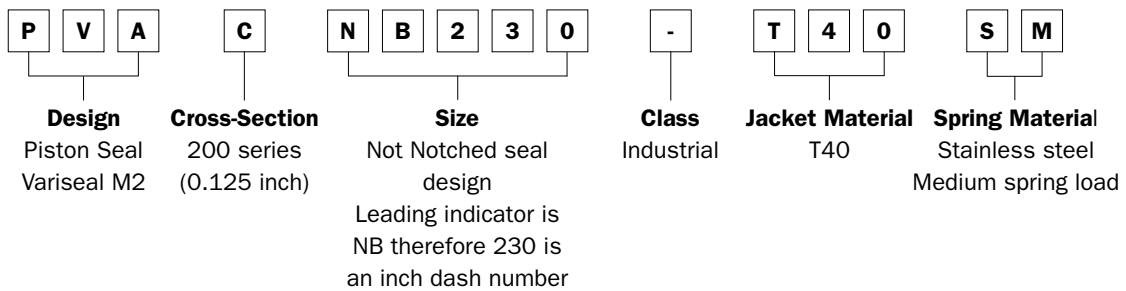 P V A C N B 2 3 0 - T 4 0 S M
Design Cross-Section Size Class Jacket Material Spring Material
Piston Seal 200 series Not Notched seal Industrial T40 Stainless steel
Variseal M2 (0.125 inch) design Medium spring load
Leading indicator is
NB therefore 230 is
an inch dash number